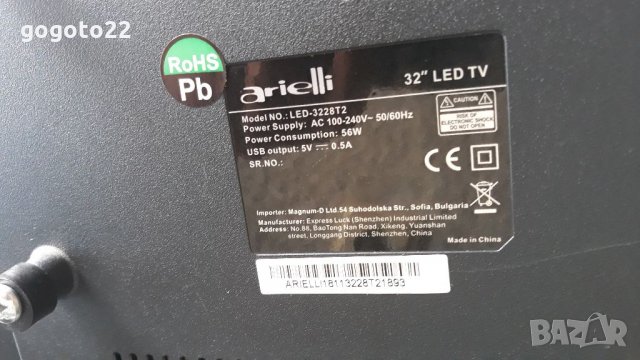 gogoto22
RoHS
Pb
arielli
32" LED TV
Model NO.: LED-3228T2
Power Supply: AC 100-240V~ 50/60Hz
Power Consumption: 56W
USB output: 5V ⎓ 0.5A
SR.NO.:
CAUTION
RISK OF
ELECTRIC SHOCK
DO NOT OPEN
CE
Importer: Magnum-D Ltd.54 Suhodolska Str., Sofia, Bulgaria
Manufacturer: Express Luck (Shenzhen) Industrial Limited
Address: No.88, BaoTong Nan Road, Xikeng, Yuanshan
street, Longgang District, Shenzhen, China
Made in China
ARIELLI18113228T21893
BAZAR